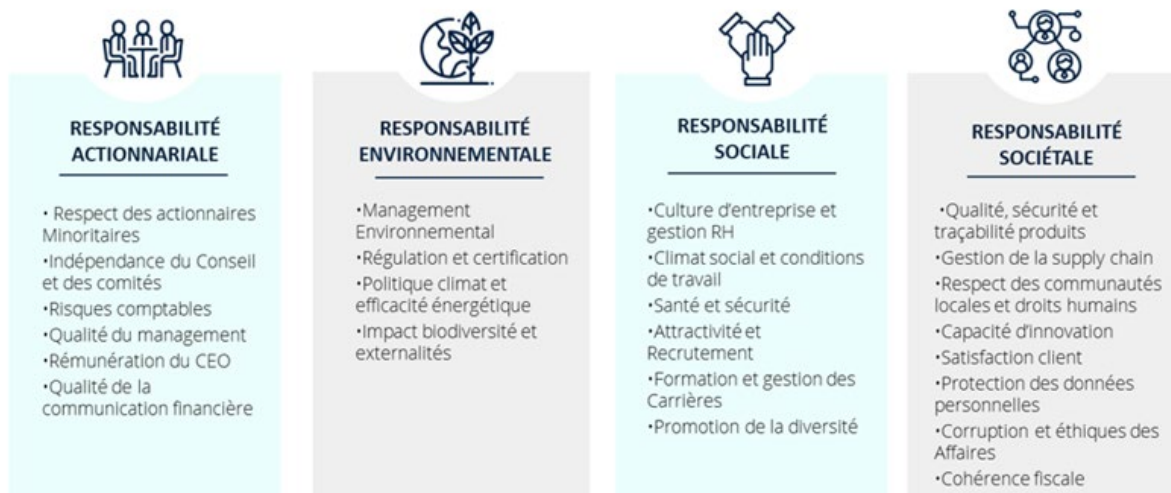 RESPONSABILITÉ
ACTIONNARIALE
• Respect des actionnaires
Minoritaires
•Indépendance du Conseil
et des comités
•Risques comptables
•Qualité du management
•Rémunération du CEO
•Qualité de la
communication financière
RESPONSABILITÉ
ENVIRONNEMENTALE
•Management
Environnemental
•Régulation et certification
•Politique climat et
efficacité énergétique
•Impact biodiversité et
externalités
RESPONSABILITÉ
SOCIALE
•Culture d'entreprise et
gestion RH
•Climat social et conditions
de travail
•Santé et sécurité
•Attractivité et
Recrutement
•Formation et gestion des
Carrières
•Promotion de la diversité
RESPONSABILITÉ
SOCIÉTALE
•Qualité, sécurité et
traçabilité produits
•Gestion de la supply chain
•Respect des communautés
locales et droits humains
•Capacité d'innovation
•Satisfaction client
•Protection des données
personnelles
•Corruption et éthiques des
Affaires
•Cohérence fiscale